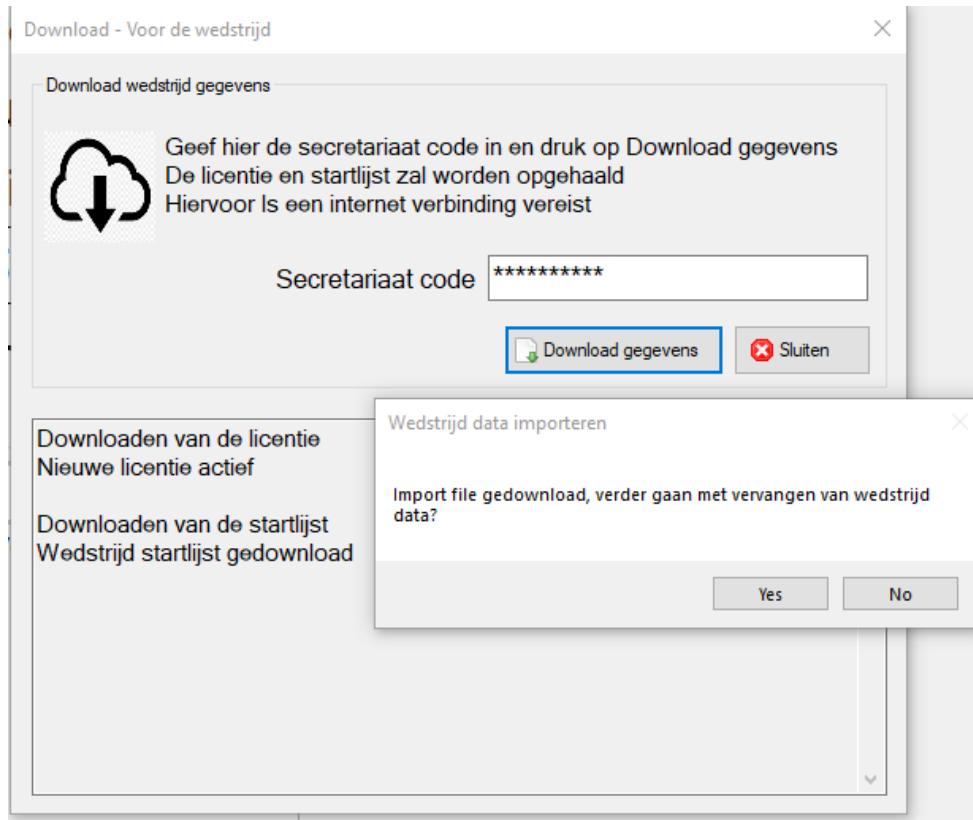 Download - Voor de wedstrijd
Download wedstrijd gegevens
Geef hier de secretariaat code in en druk op Download gegevens
De licentie en startlijst zal worden opgehaald
Hiervoor Is een internet verbinding vereist
Secretariaat code
**********
Download gegevens
Sluiten
Downloaden van de licentie
Nieuwe licentie actief
Downloaden van de startlijst
Wedstrijd startlijst gedownload
Wedstrijd data importeren
Import file gedownload, verder gaan met vervangen van wedstrijd
data?
Yes
No